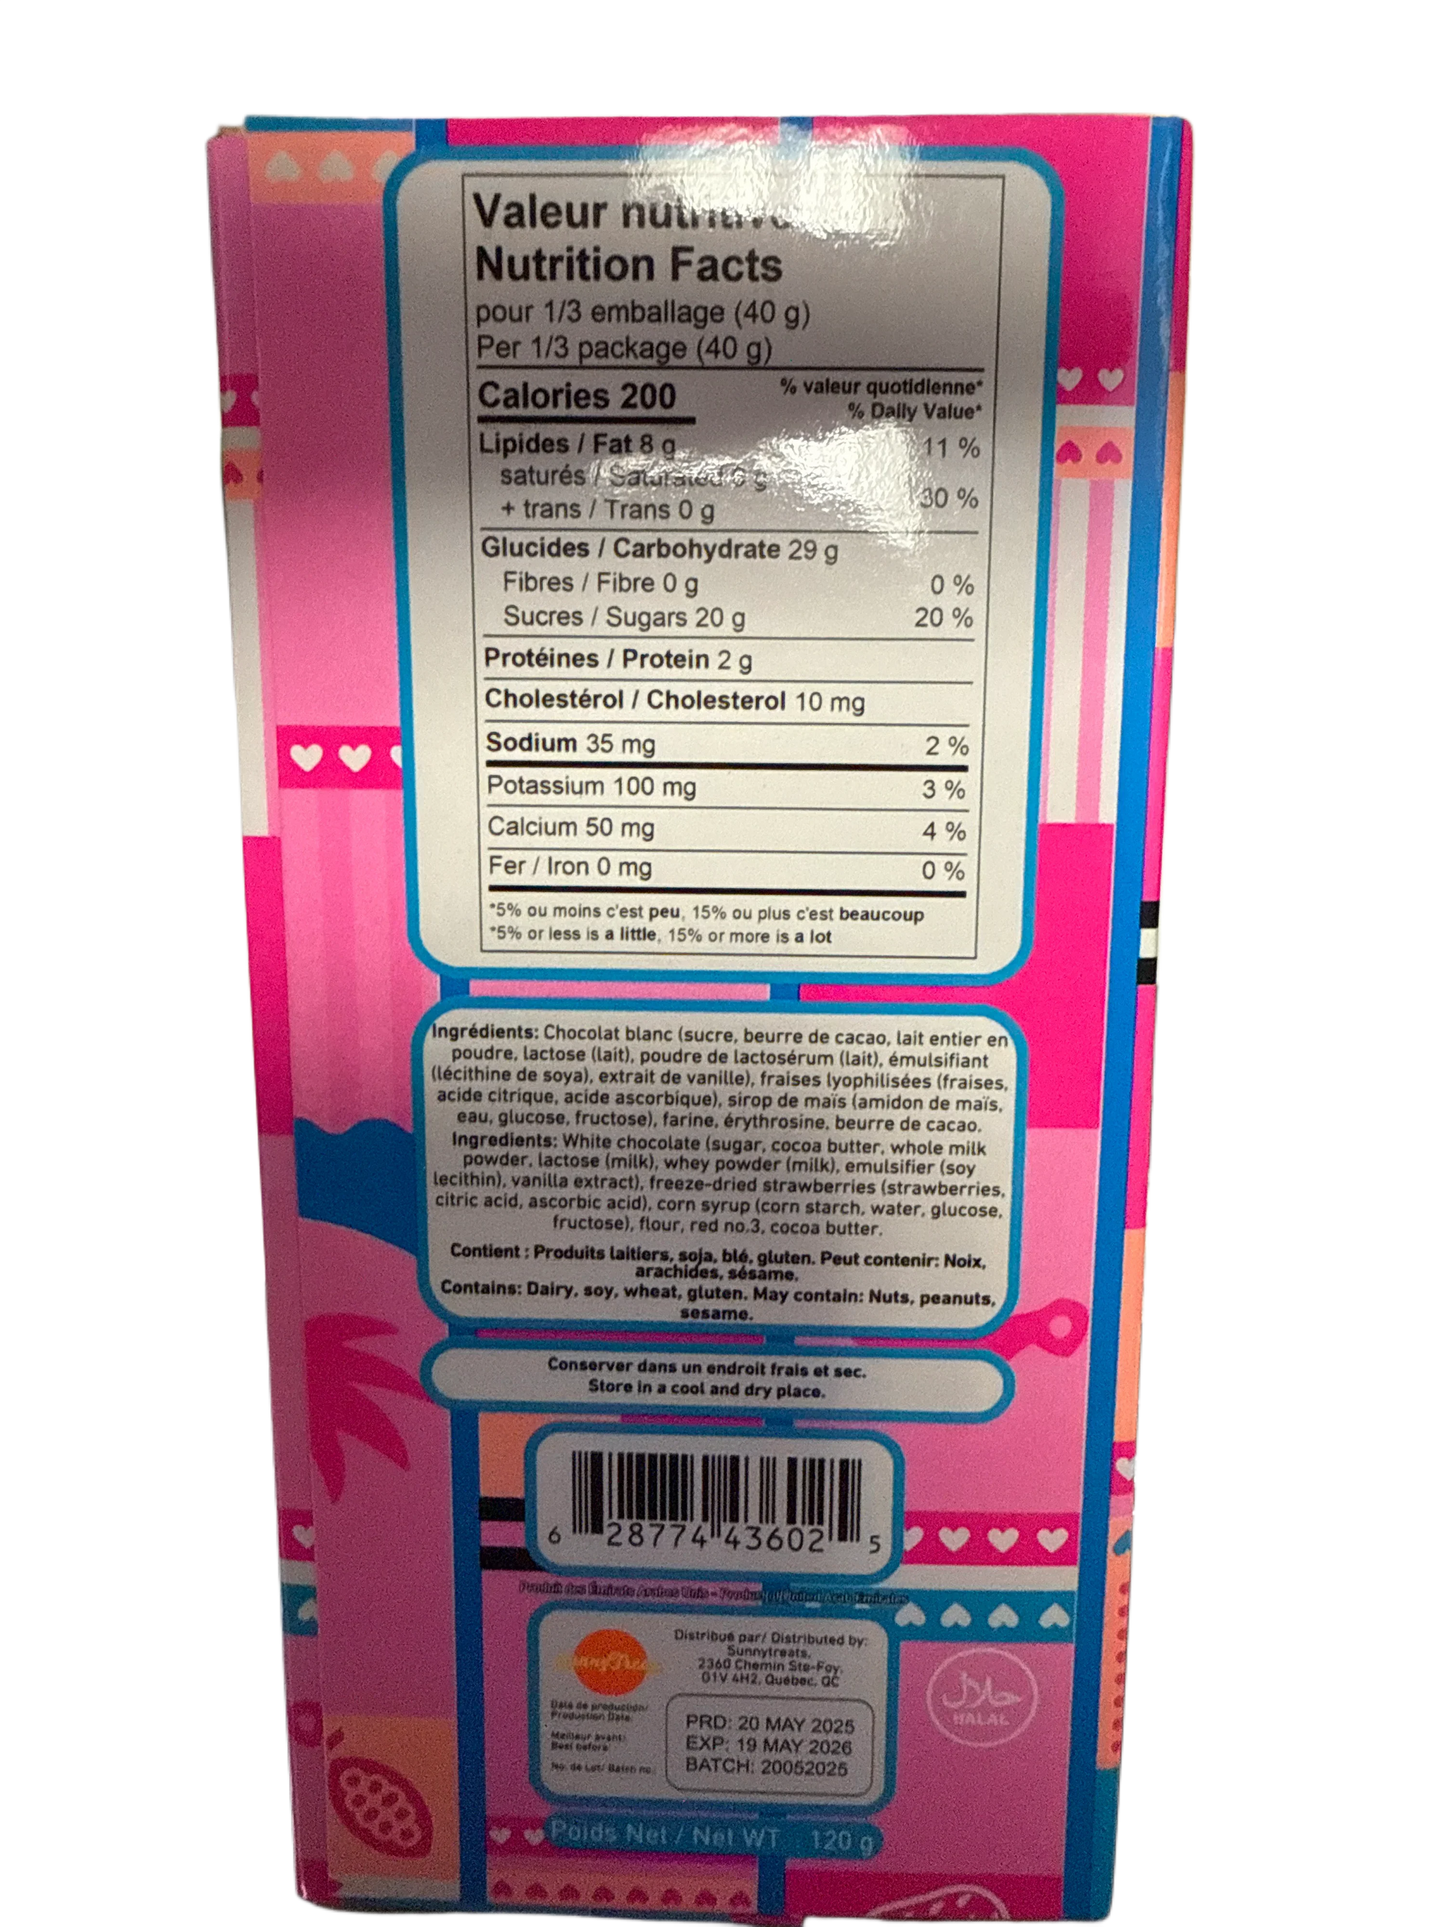 Valeur
Nutrition Facts
pour 1/3 emballage (40 g)
Per 1/3 package (40 g)
Calories 200
% valeur quotidienne*
% Daily Value*
Lipides / Fat 8 g 11 %
saturés / Saturated 6 g
+ trans / Trans 0 g 30 %
Glucides / Carbohydrate 29 g
Fibres / Fibre 0 g 0 %
Sucres / Sugars 20 g 20 %
Protéines / Protein 2 g
Cholestérol / Cholesterol 10 mg
Sodium 35 mg 2 %
Potassium 100 mg 3 %
Calcium 50 mg 4 %
Fer / Iron 0 mg 0 %
*5% ou moins c'est peu, 15% ou plus c'est beaucoup
*5% or less is a little, 15% or more is a lot
Ingrédients: Chocolat blanc (sucre, beurre de cacao, lait entier en
poudre, lactose (lait), poudre de lactosérum (lait), émulsifiant
(lécithine de soya), extrait de vanille), fraises lyophilisées (fraises,
acide citrique, acide ascorbique), sirop de maïs (amidon de maïs,
eau, glucose, fructose), farine, érythrosine, beurre de cacao.
Ingredients: White chocolate (sugar, cocoa butter, whole milk
powder, lactose (milk), whey powder (milk), emulsifier (soy
lecithin), vanilla extract), freeze-dried strawberries (strawberries,
citric acid, ascorbic acid), corn syrup (corn starch, water, glucose,
fructose), flour, red no.3, cocoa butter.
Contient : Produits laitiers, soja, blé, gluten. Peut contenir: Noix,
arachides, sésame.
Contains: Dairy, soy, wheat, gluten. May contain: Nuts, peanuts,
sesame.
Conserver dans un endroit frais et sec.
Store in a cool and dry place.
6 28774 43602 5
Produit des Émirats Arabes Unis - Product of United Arab Emirates
Distribué par/ Distributed by:
Sunnytreats.
2360 Chemin Ste-Foy,
G1V 4H2, Québec, QC
Date de production/
Production Date:
Meilleur avant:
Best before:
No. de Lot/ Batch no.:
PRD: 20 MAY 2025
EXP: 19 MAY 2026
BATCH: 20052025
حلال
HALAL
Poids Net / Net WT : 120 g